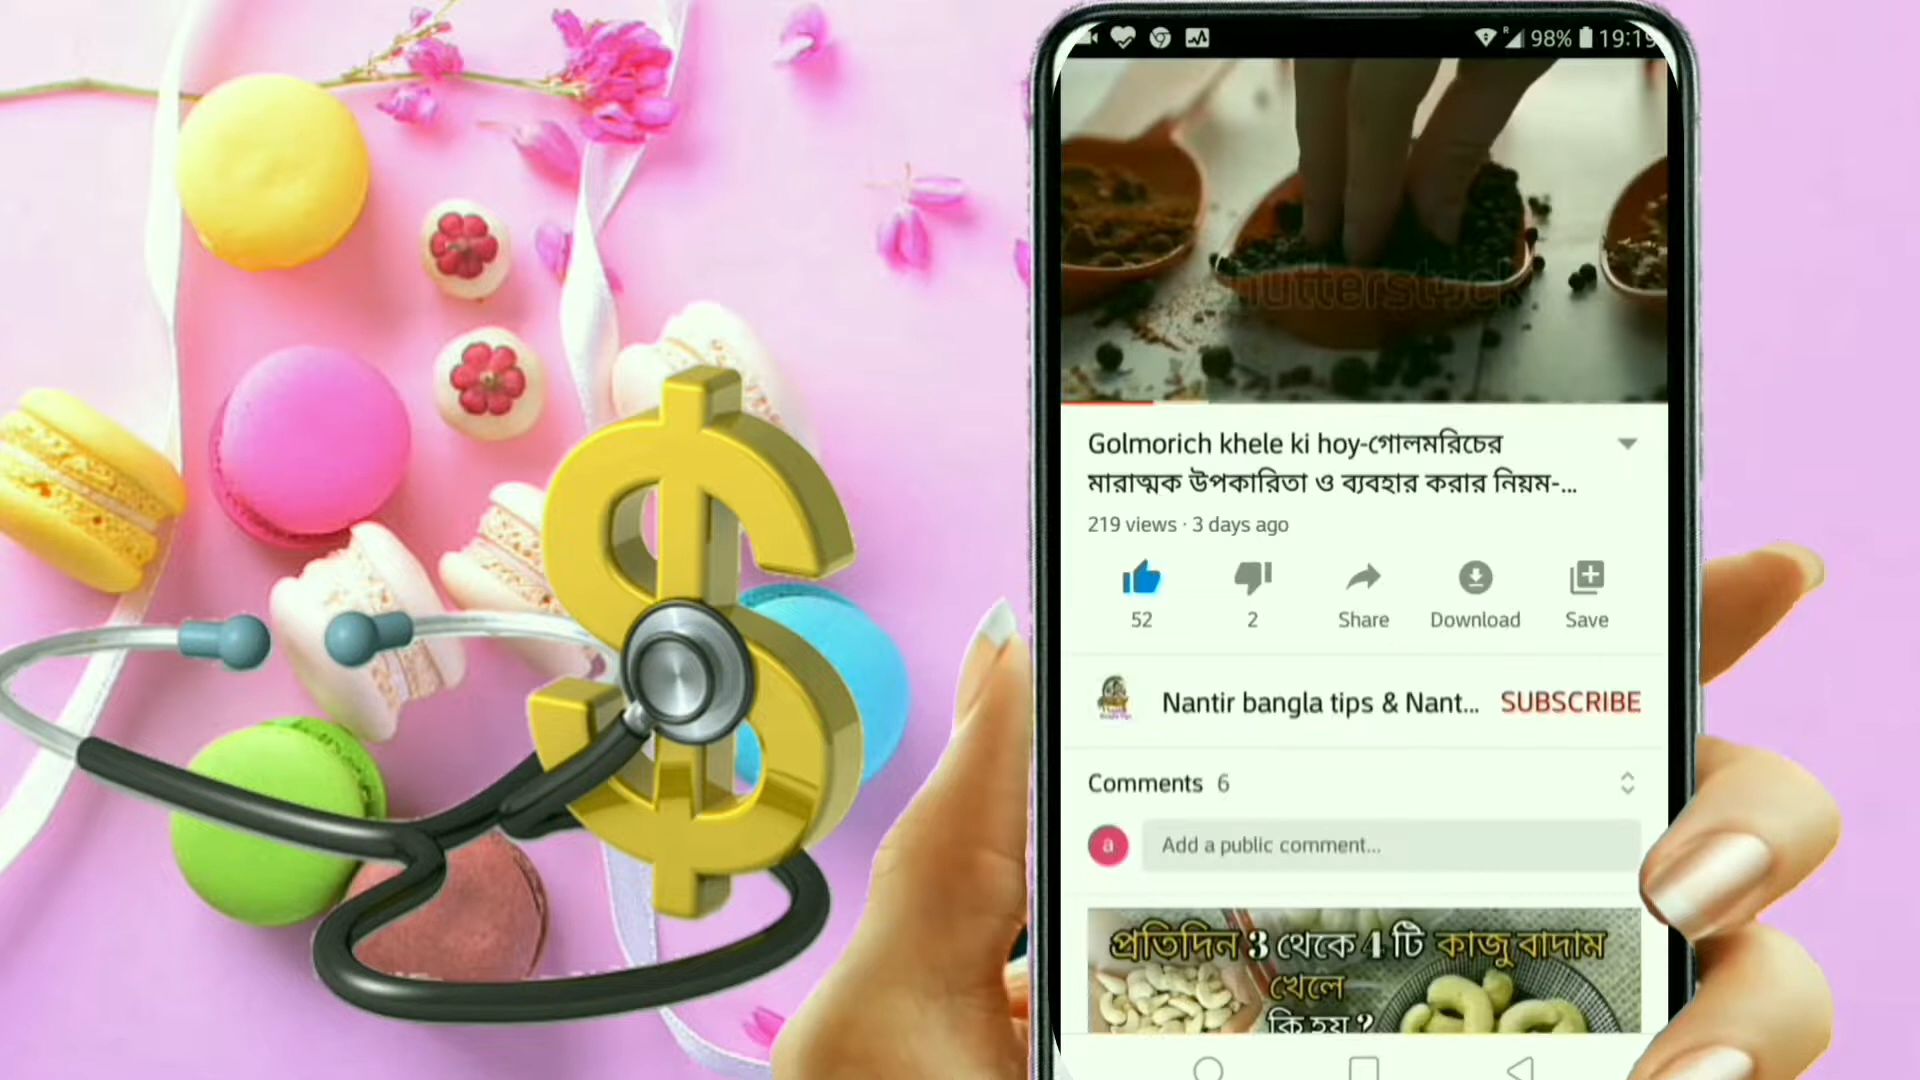 98% 19:19
shutterstock
Golmorich khele ki hoy-গোলমরিচের
মারাত্মক উপকারিতা ও ব্যবহার করার নিয়ম-...
219 views · 3 days ago
52
2
Share
Download
Save
Nantir bangla tips & Nant...
SUBSCRIBE
Comments 6
a
Add a public comment...
প্রতিদিন 3 থেকে 4 টি কাজু বাদাম
খেলে
কি হয় ?